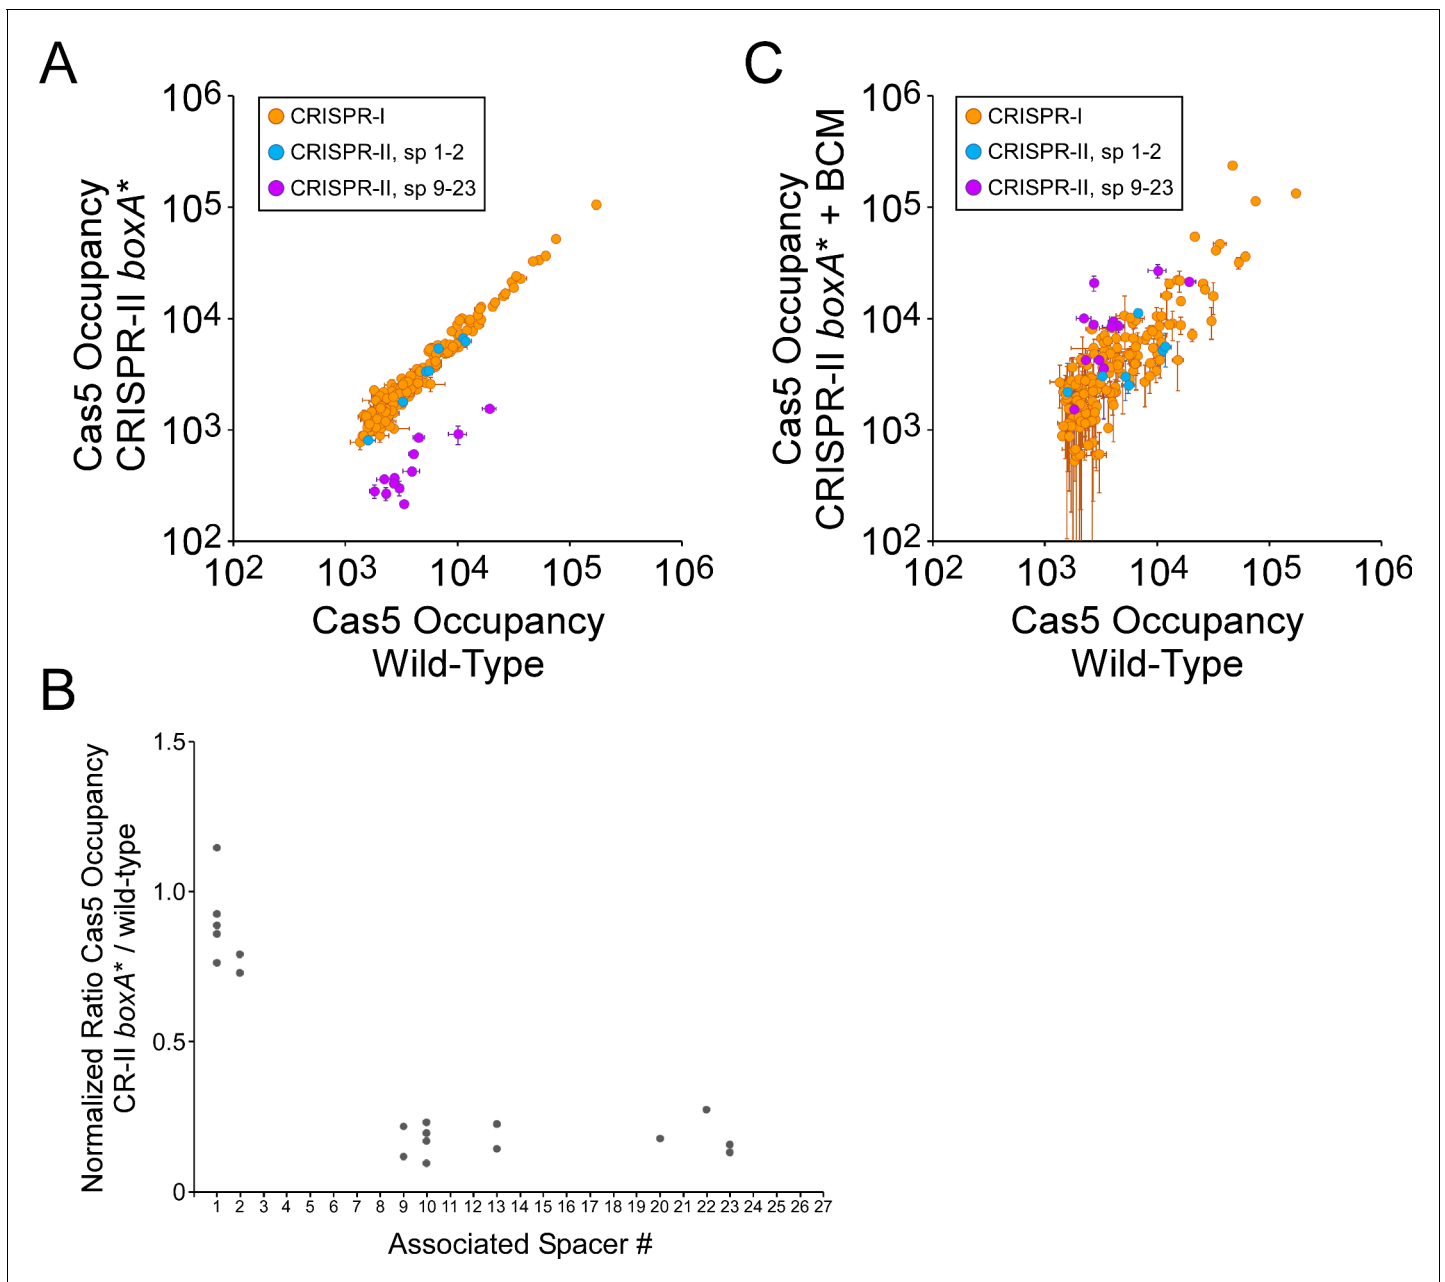 A
10^6
10^5
10^4
10^3
10^2
Cas5 Occupancy
CRISPR-II boxA*
CRISPR-I
CRISPR-II, sp 1-2
CRISPR-II, sp 9-23
10^2 10^3 10^4 10^5 10^6
Cas5 Occupancy
Wild-Type
C
10^6
10^5
10^4
10^3
10^2
Cas5 Occupancy
CRISPR-II boxA* + BCM
CRISPR-I
CRISPR-II, sp 1-2
CRISPR-II, sp 9-23
10^2 10^3 10^4 10^5 10^6
Cas5 Occupancy
Wild-Type
B
1.5
1.0
0.5
0
Normalized Ratio Cas5 Occupancy
CR-II boxA* / wild-type
1 2 3 4 5 6 7 8 9 10 11 12 13 14 15 16 17 18 19 20 21 22 23 24 25 26 27
Associated Spacer #